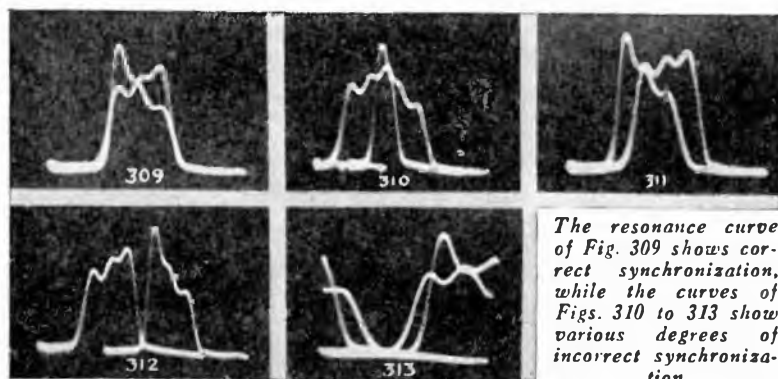 309
310
311
312
313
The resonance curve
of Fig. 309 shows cor-
rect synchronization,
while the curves of
Figs. 310 to 313 show
various degrees of
incorrect synchroniza-
tion